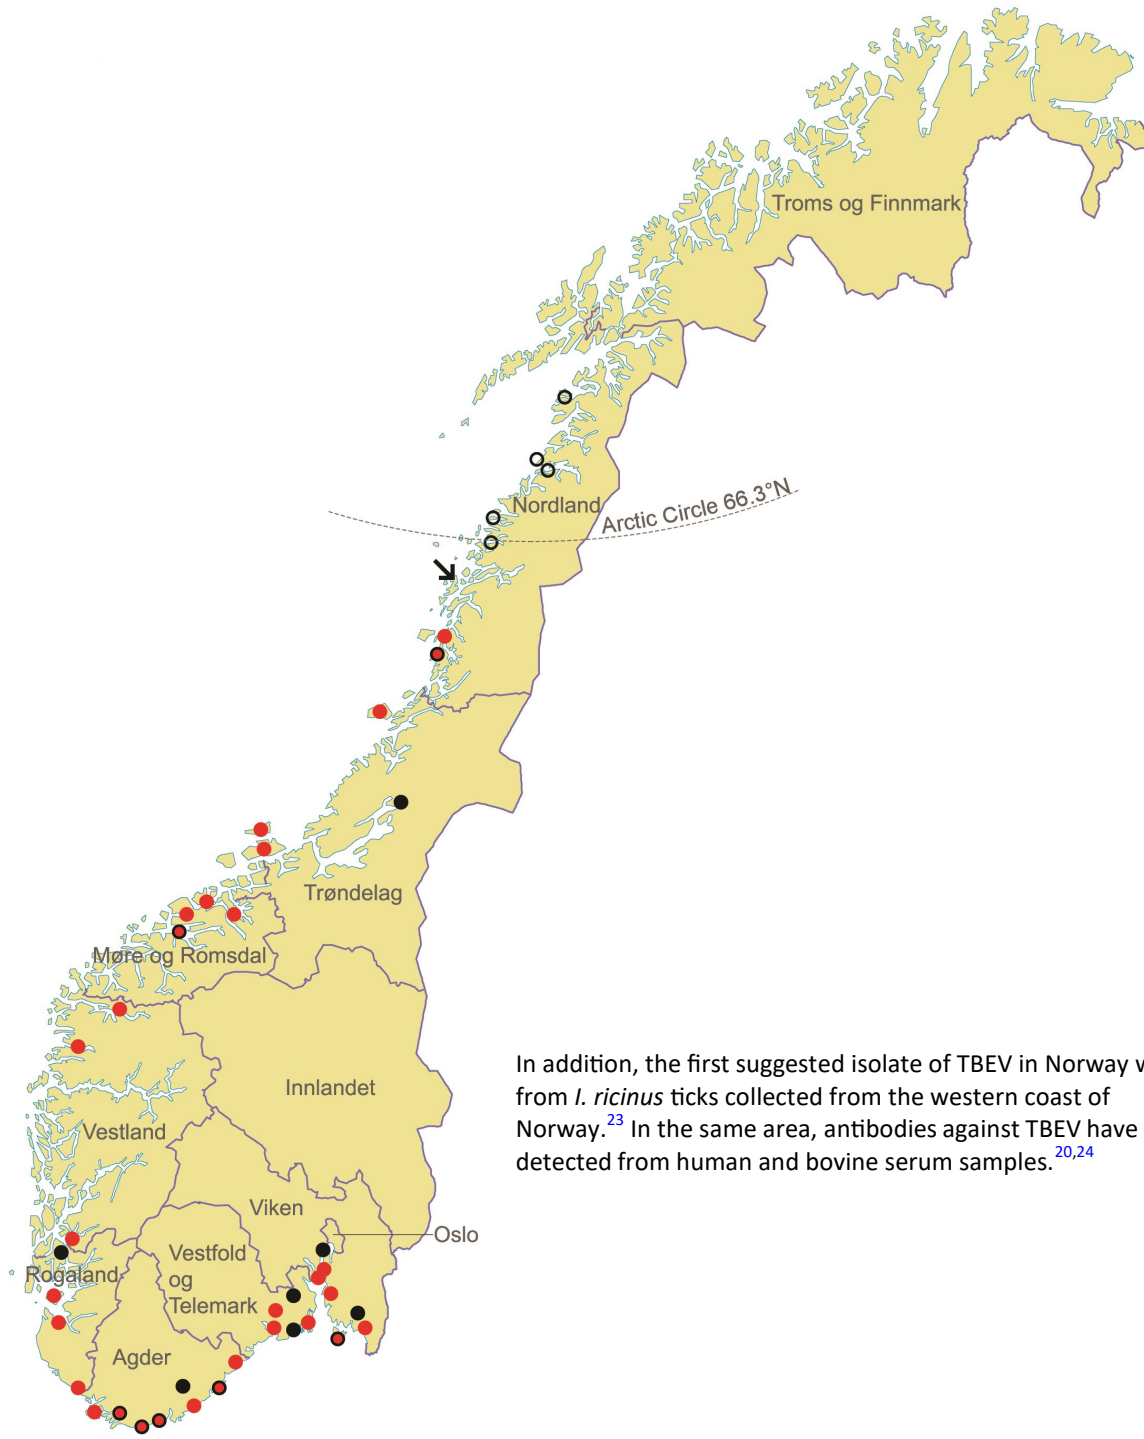 Troms og Finnmark
Nordland
Arctic Circle 66.3°N
Trøndelag
Møre og Romsdal
Innlandet
In addition, the first suggested isolate of TBEV in Norway
from I. ricinus ticks collected from the western coast of
Norway.23 In the same area, antibodies against TBEV have
detected from human and bovine serum samples.20,24
Vestland
Viken
Oslo
Vestfold
og
Telemark
Rogaland
Agder